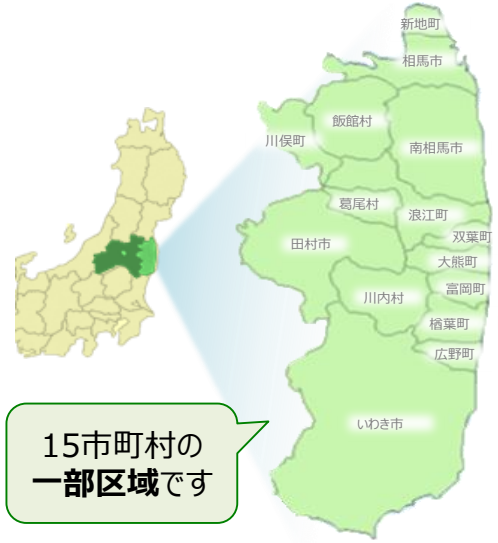 新地町
相馬市
飯館村
川俣町
南相馬市
葛尾村
浪江町
双葉町
田村市
大熊町
富岡町
川内村
楢葉町
広野町
いわき市
15市町村の
一部区域です